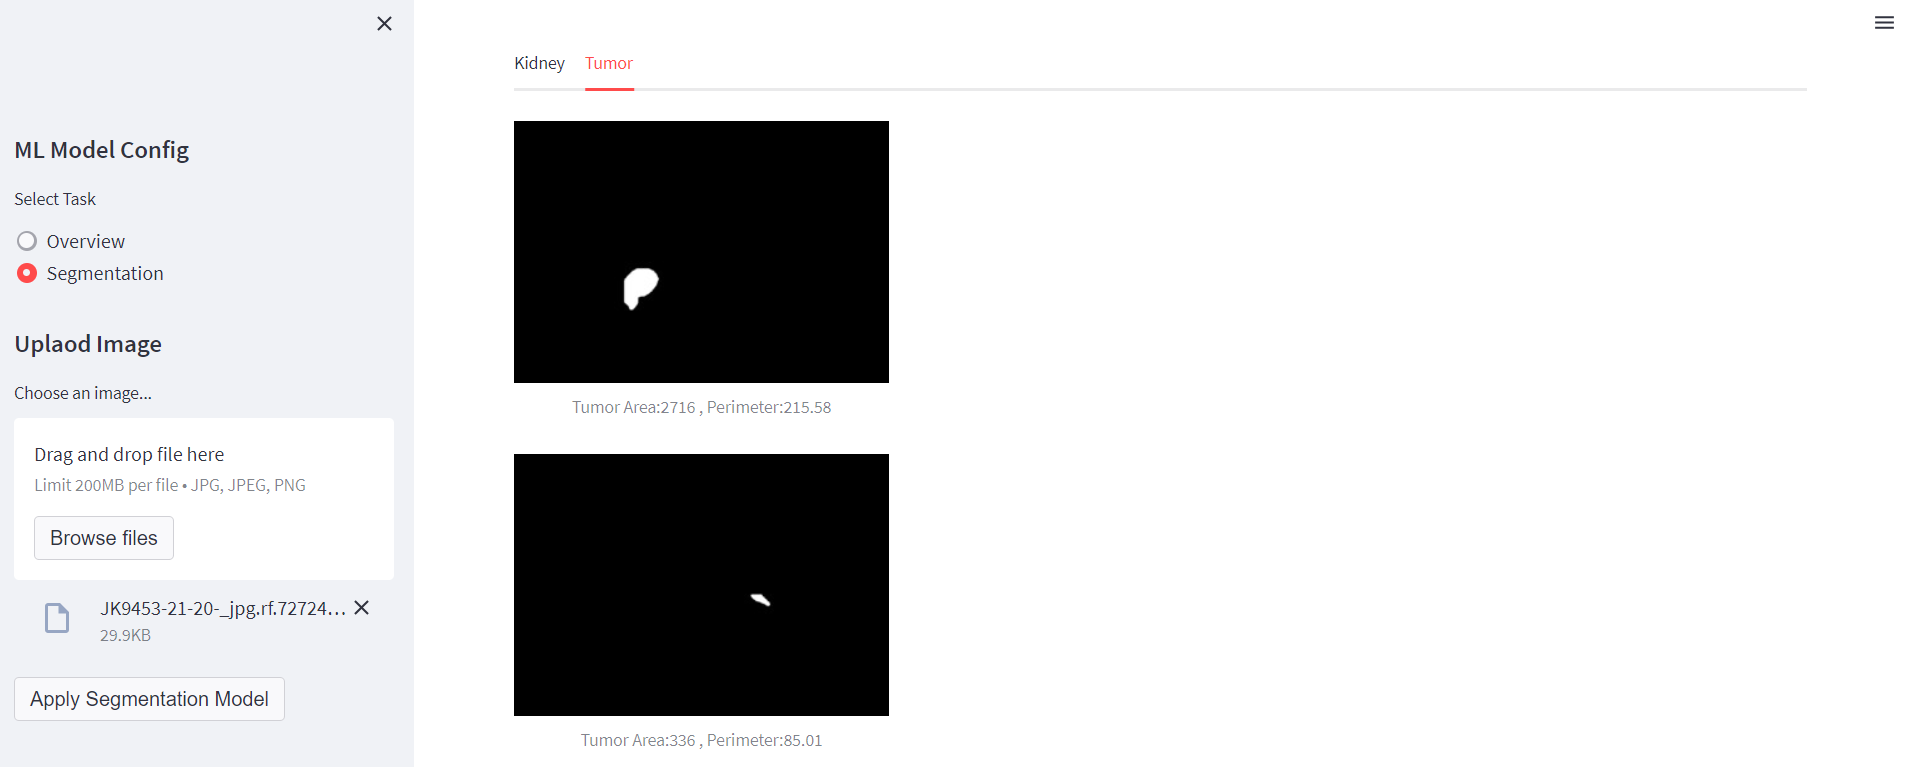 ML Model Config
Select Task
Overview
Segmentation
Uplaod Image
Choose an image...
Drag and drop file here
Limit 200MB per file • JPG, JPEG, PNG
Browse files
JK9453-21-20-_jpg.rf.72724...
29.9KB
Apply Segmentation Model
Kidney Tumor
Tumor Area:2716 , Perimeter:215.58
Tumor Area:336 , Perimeter:85.01